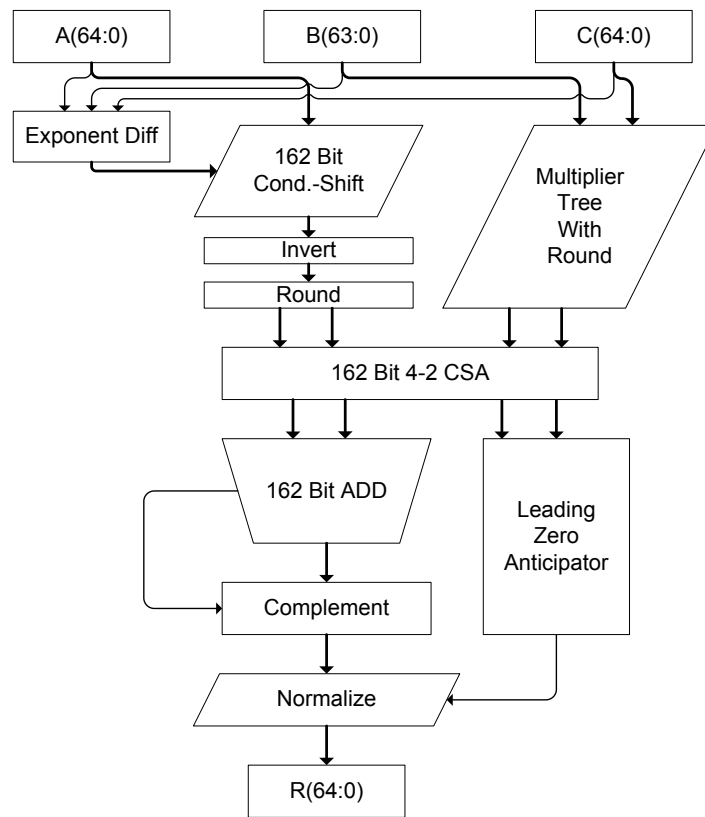 A(64:0)
B(63:0)
C(64:0)
Exponent Diff
162 Bit
Cond.-Shift
Multiplier
Tree
With
Round
Invert
Round
162 Bit 4-2 CSA
162 Bit ADD
Leading
Zero
Anticipator
Complement
Normalize
R(64:0)